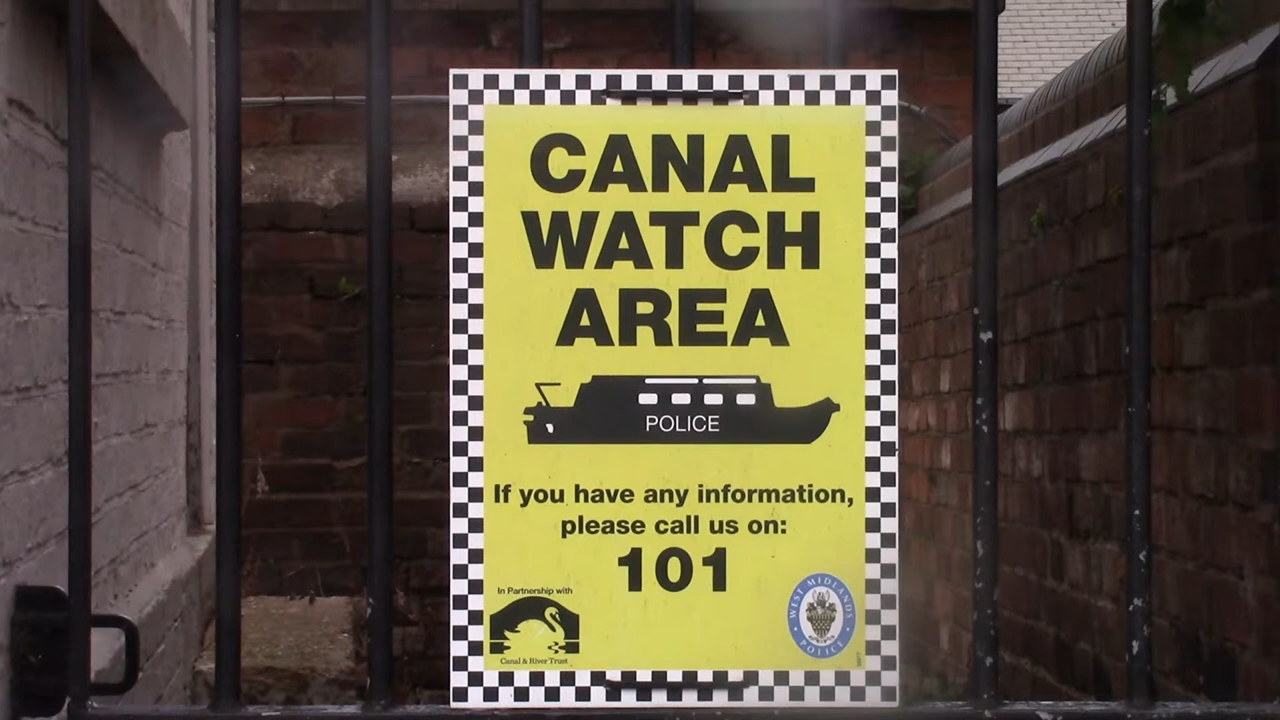 CANAL
WATCH
AREA
POLICE
If you have any information,
please call us on:
101
In Partnership with
Canal & River Trust
WEST MIDLANDS
POLICE